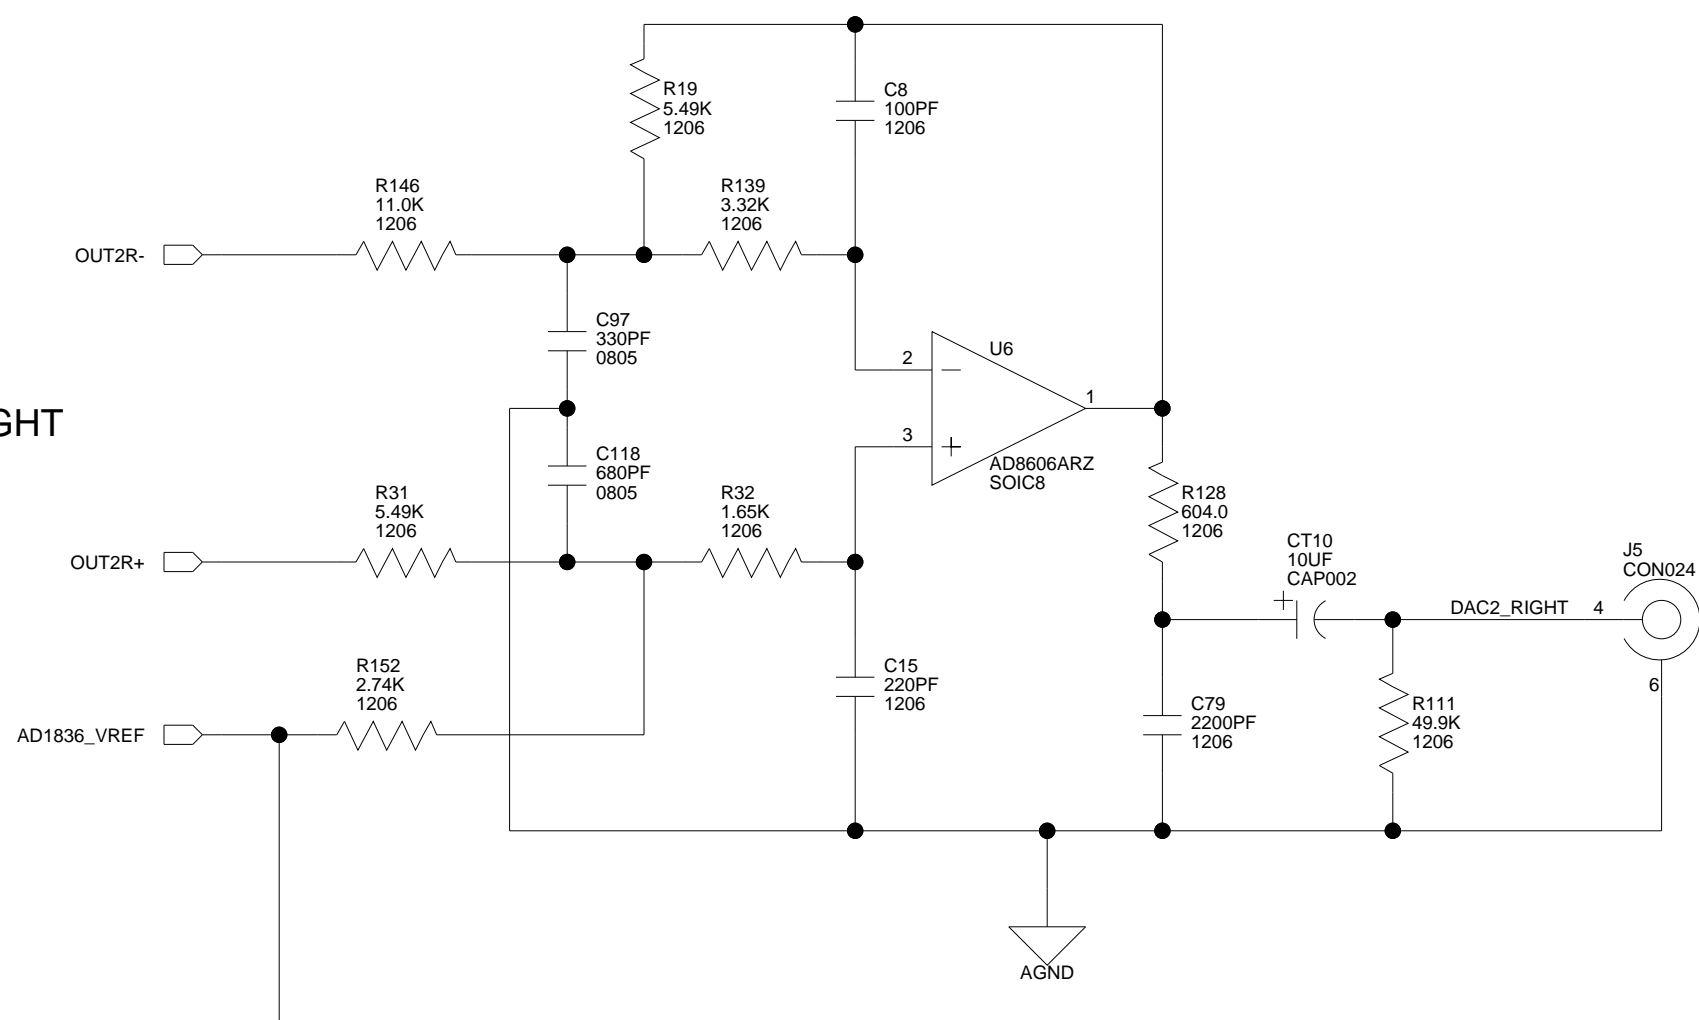 R19
5.49K
1206
C8
100PF
1206
R146
11.0K
1206
R139
3.32K
1206
OUT2R-
C97
330PF
0805
U6
2
1
GHT
3
C118
680PF
0805
AD8606ARZ
SOIC8
R31
5.49K
1206
R32
1.65K
1206
R128
604.0
1206
OUT2R+
CT10
10UF
CAP002
J5
CON024
DAC2_RIGHT 4
R152
2.74K
1206
C15
220PF
1206
6
C79
2200PF
1206
R111
49.9K
1206
AD1836_VREF
AGND